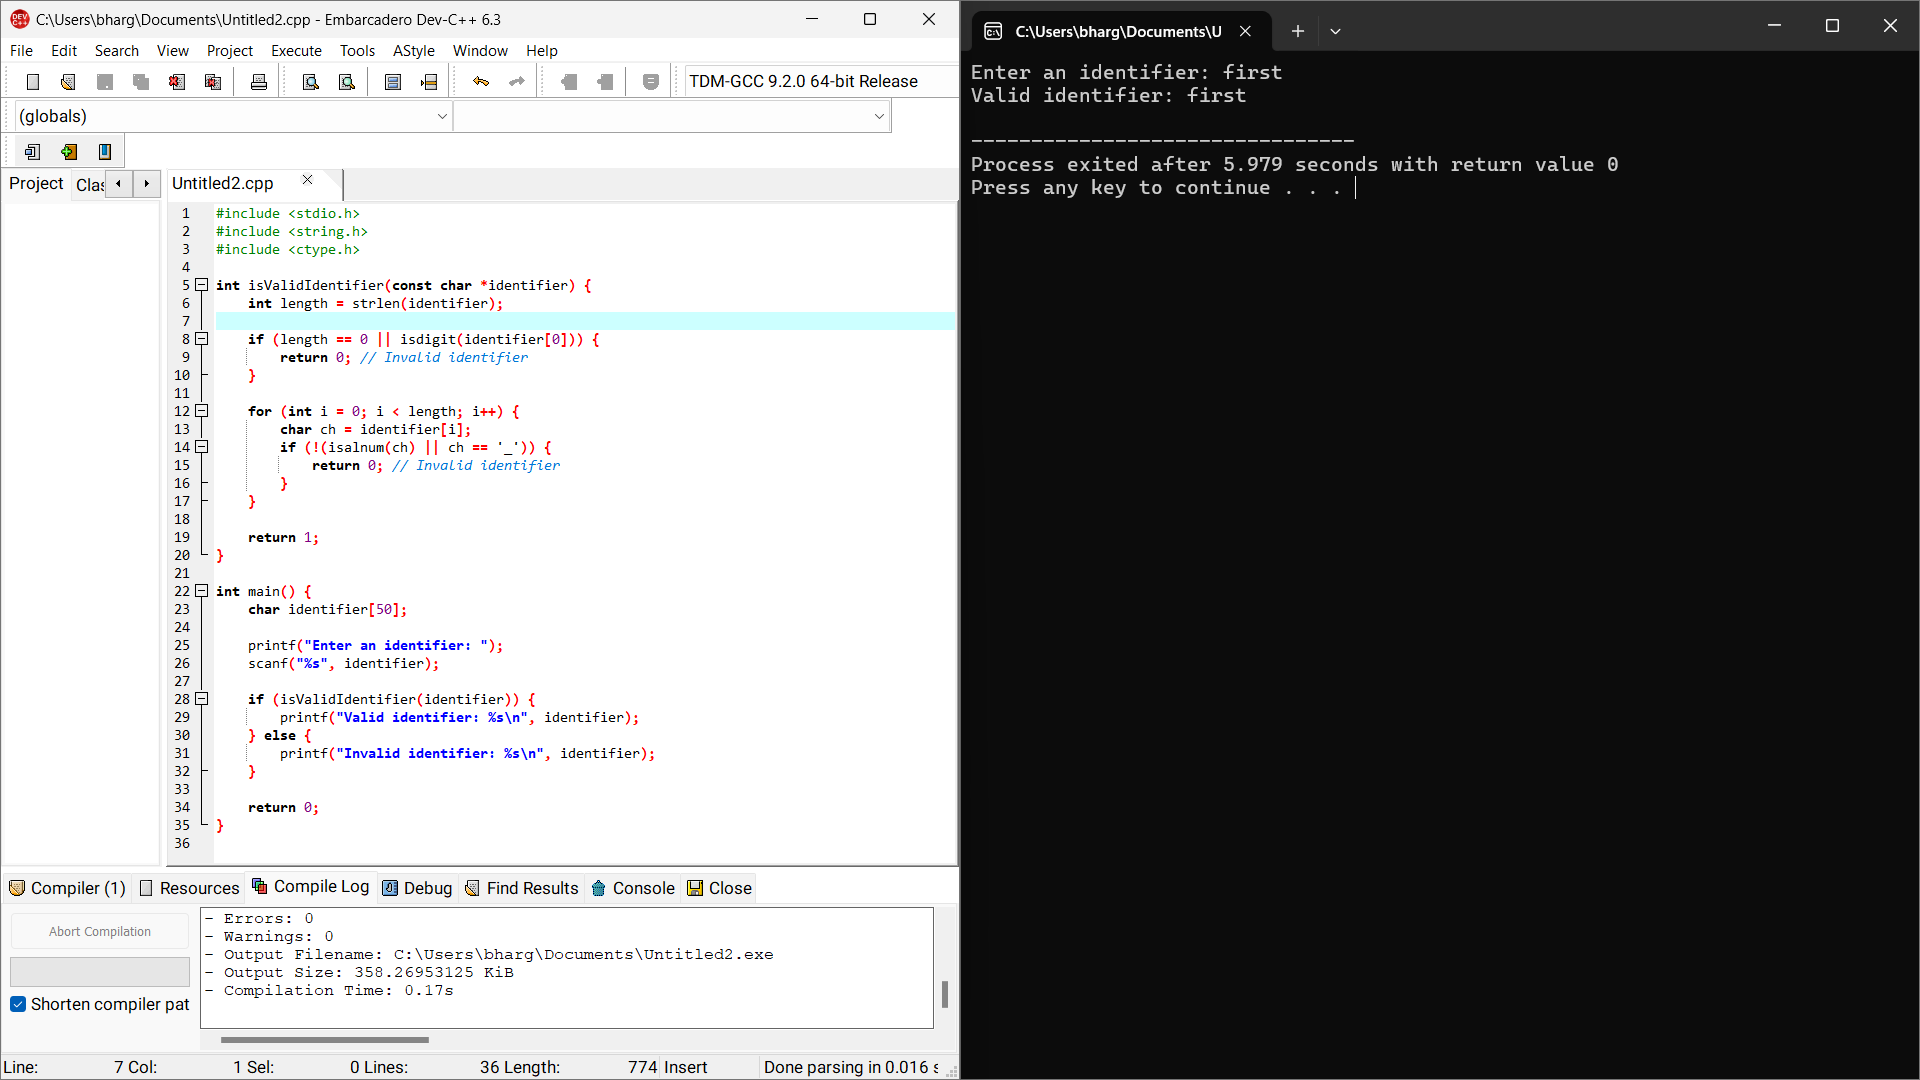 C:\Users\bharg\Documents\Untitled2.cpp - Embarcadero Dev-C++ 6.3
File Edit Search View Project Execute Tools AStyle Window Help
TDM-GCC 9.2.0 64-bit Release
(globals)
Project Clas Untitled2.cpp
1 #include <stdio.h>
2 #include <string.h>
3 #include <ctype.h>
4
5 int isValidIdentifier(const char *identifier) {
6 int length = strlen(identifier);
7
8 if (length == 0 || isdigit(identifier[0])) {
9 return 0; // Invalid identifier
10 }
11
12 for (int i = 0; i < length; i++) {
13 char ch = identifier[i];
14 if (!(isalnum(ch) || ch == '_')) {
15 return 0; // Invalid identifier
16 }
17 }
18
19 return 1;
20 }
21
22 int main() {
23 char identifier[50];
24
25 printf("Enter an identifier: ");
26 scanf("%s", identifier);
27
28 if (isValidIdentifier(identifier)) {
29 printf("Valid identifier: %s\n", identifier);
30 } else {
31 printf("Invalid identifier: %s\n", identifier);
32 }
33
34 return 0;
35 }
36
Compiler (1) Resources Compile Log Debug Find Results Console Close
Abort Compilation
Shorten compiler pat
- Errors: 0
- Warnings: 0
- Output Filename: C:\Users\bharg\Documents\Untitled2.exe
- Output Size: 358.26953125 KiB
- Compilation Time: 0.17s
Line: 7 Col: 1 Sel: 0 Lines: 36 Length: 774 Insert Done parsing in 0.016 s
C:\Users\bharg\Documents\U
Enter an identifier: first
Valid identifier: first
--------------------------------
Process exited after 5.979 seconds with return value 0
Press any key to continue . . .